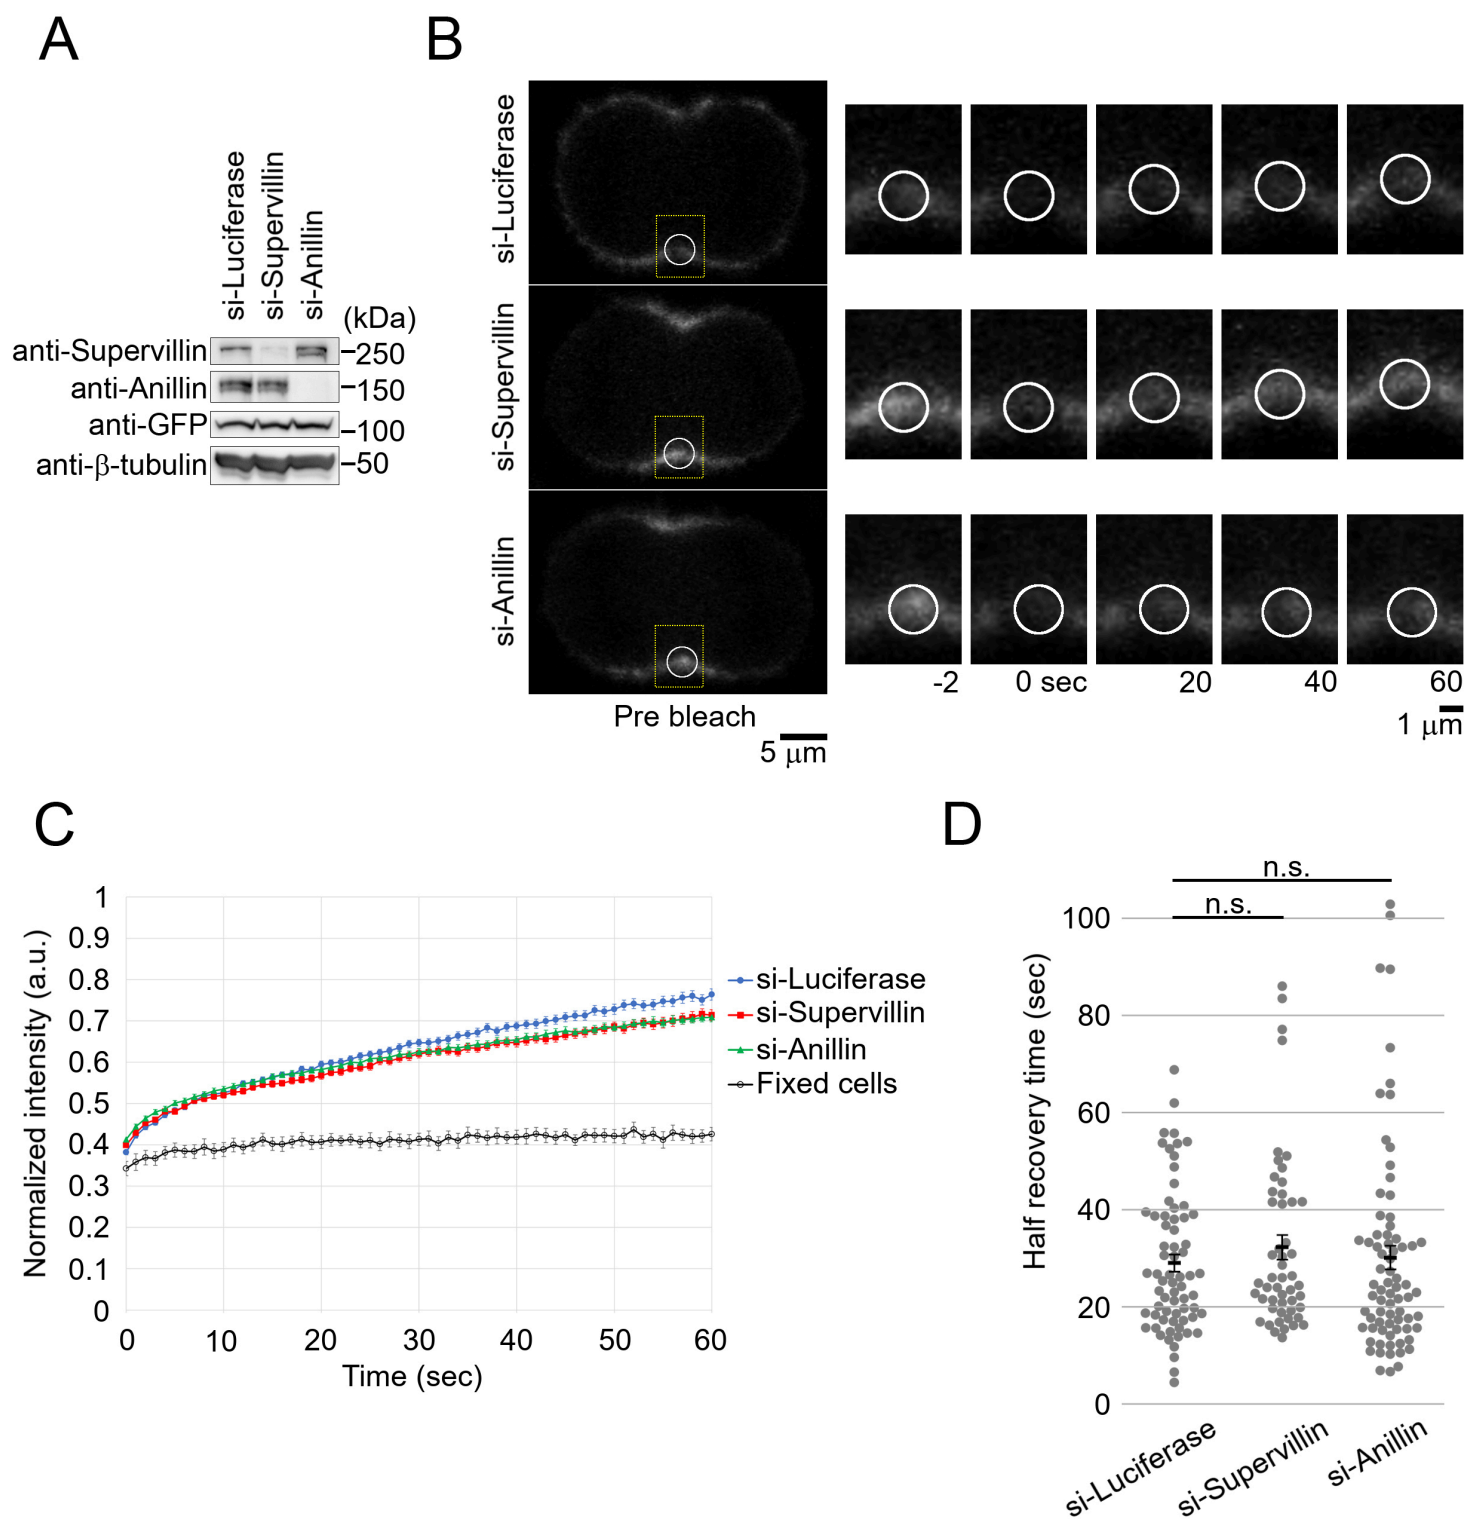 A
B
si-Luciferase
si-Supervillin
si-Anillin
(kDa)
anti-Supervillin
250
anti-Anillin
150
anti-GFP
100
anti-β-tubulin
50
si-Luciferase
si-Supervillin
si-Anillin
-2
0 sec
20
40
60
Pre bleach
5 μm
1 μm
C
1
0.9
0.8
0.7
0.6
0.5
0.4
0.3
0.2
0.1
0
Normalized intensity (a.u.)
0
10
20
30
40
50
60
Time (sec)
si-Luciferase
si-Supervillin
si-Anillin
Fixed cells
D
n.s.
n.s.
100
80
60
40
20
0
Half recovery time (sec)
si-Luciferase
si-Supervillin
si-Anillin